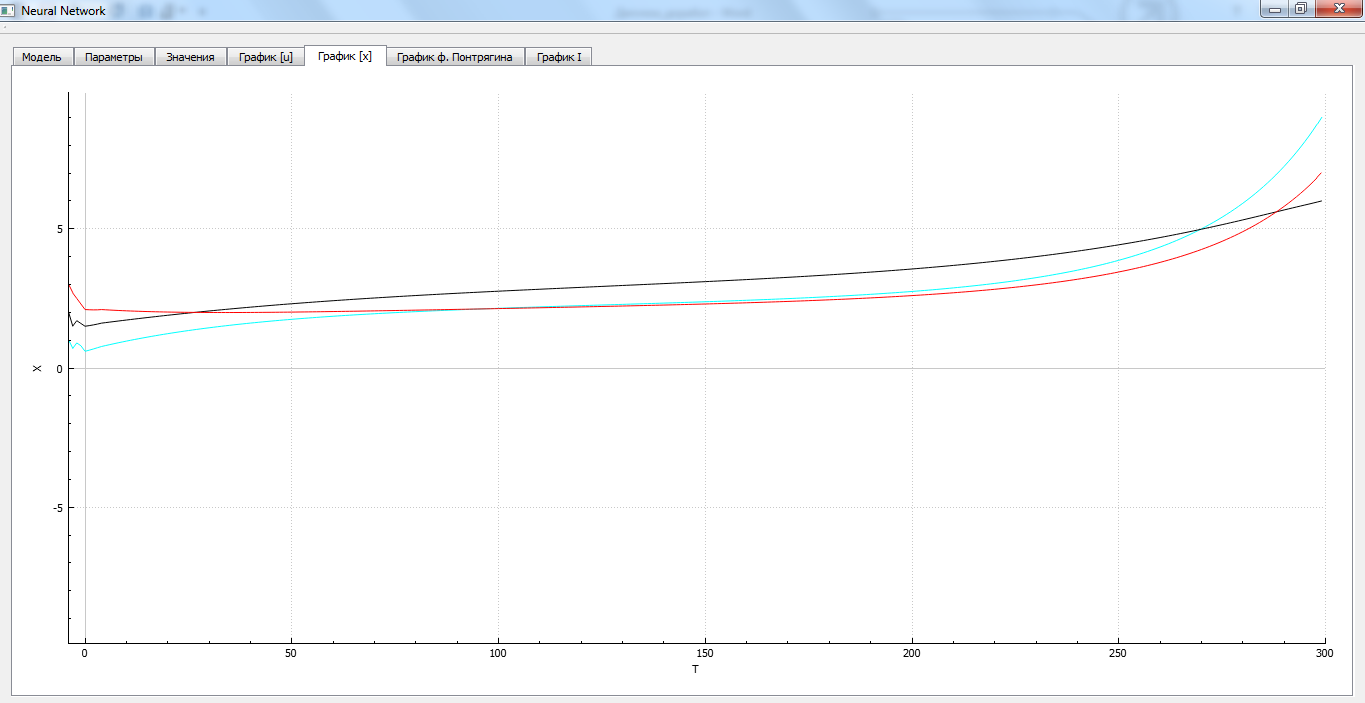 Neural Network
Модель Параметры Значения График [u] График [x] График ф. Понтрягина График I
5
X 0
-5
0 50 100 150 200 250 300
T